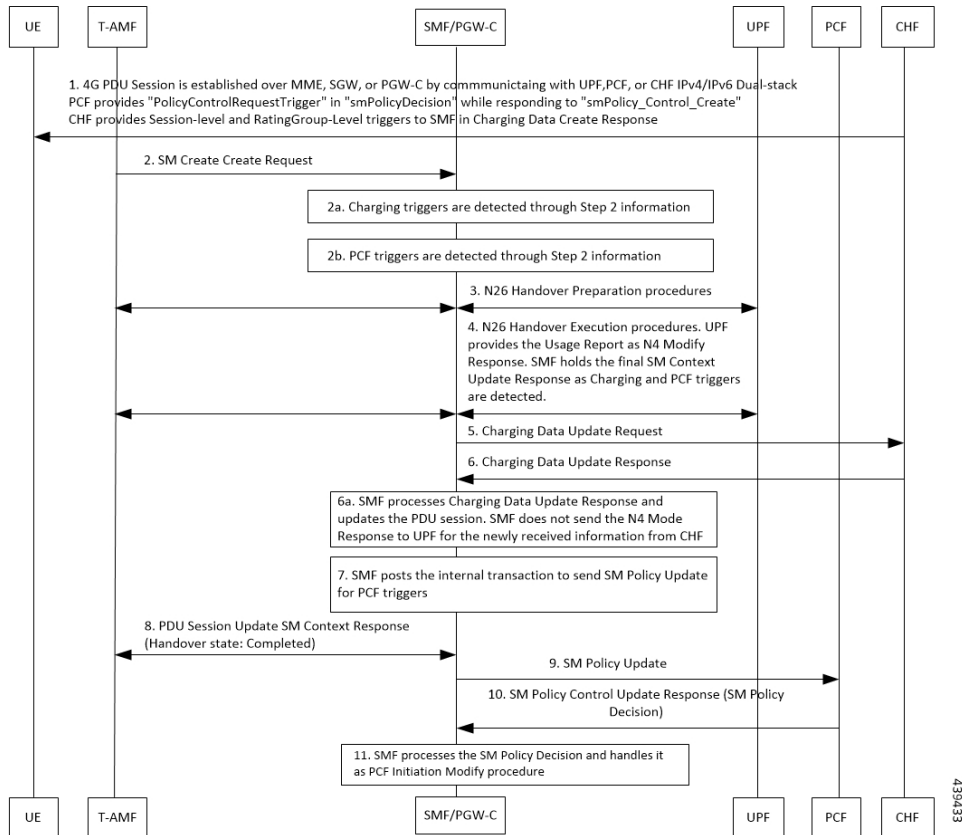 UE T-AMF SMF/PGW-C UPF PCF CHF
1. 4G PDU Session is established over MME, SGW, or PGW-C by commmunictaing with UPF,PCF, or CHF IPv4/IPv6 Dual-stack
PCF provides "PolicyControlRequestTrigger" in "smPolicyDecision" while responding to "smPolicy_Control_Create"
CHF provides Session-level and RatingGroup-Level triggers to SMF in Charging Data Create Response
2. SM Create Create Request
2a. Charging triggers are detected through Step 2 information
2b. PCF triggers are detected through Step 2 information
3. N26 Handover Preparation procedures
4. N26 Handover Execution procedures. UPF
provides the Usage Report as N4 Modify
Response. SMF holds the final SM Context
Update Response as Charging and PCF triggers
are detected.
5. Charging Data Update Request
6. Charging Data Update Response
6a. SMF processes Charging Data Update Response and
updates the PDU session. SMF does not send the N4 Mode
Response to UPF for the newly received information from CHF
7. SMF posts the internal transaction to send SM Policy Update
for PCF triggers
8. PDU Session Update SM Context Response
(Handover state: Completed)
9. SM Policy Update
10. SM Policy Control Update Response (SM Policy
Decision)
11. SMF processes the SM Policy Decision and handles it
as PCF Initiation Modify procedure
UE T-AMF SMF/PGW-C UPF PCF CHF
439433